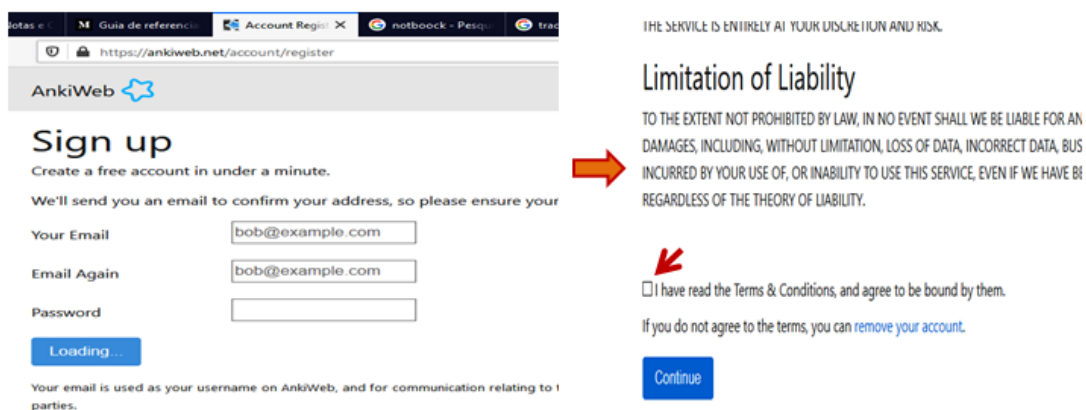 Notas e C
M Guia de referencia
Account Regist ×
notboock - Pesqu
trad
https://ankiweb.net/account/register
AnkiWeb
Sign up
Create a free account in under a minute.
We'll send you an email to confirm your address, so please ensure your
Your Email bob@example.com
Email Again bob@example.com
Password
Loading...
Your email is used as your username on AnkiWeb, and for communication relating to t
parties.
THE SERVICE IS ENTIRELY AT YOUR DISCRETION AND RISK.
Limitation of Liability
TO THE EXTENT NOT PROHIBITED BY LAW, IN NO EVENT SHALL WE BE LIABLE FOR AN
DAMAGES, INCLUDING, WITHOUT LIMITATION, LOSS OF DATA, INCORRECT DATA, BUS
INCURRED BY YOUR USE OF, OR INABILITY TO USE THIS SERVICE, EVEN IF WE HAVE BE
REGARDLESS OF THE THEORY OF LIABILITY.
I have read the Terms & Conditions, and agree to be bound by them.
If you do not agree to the terms, you can remove your account.
Continue